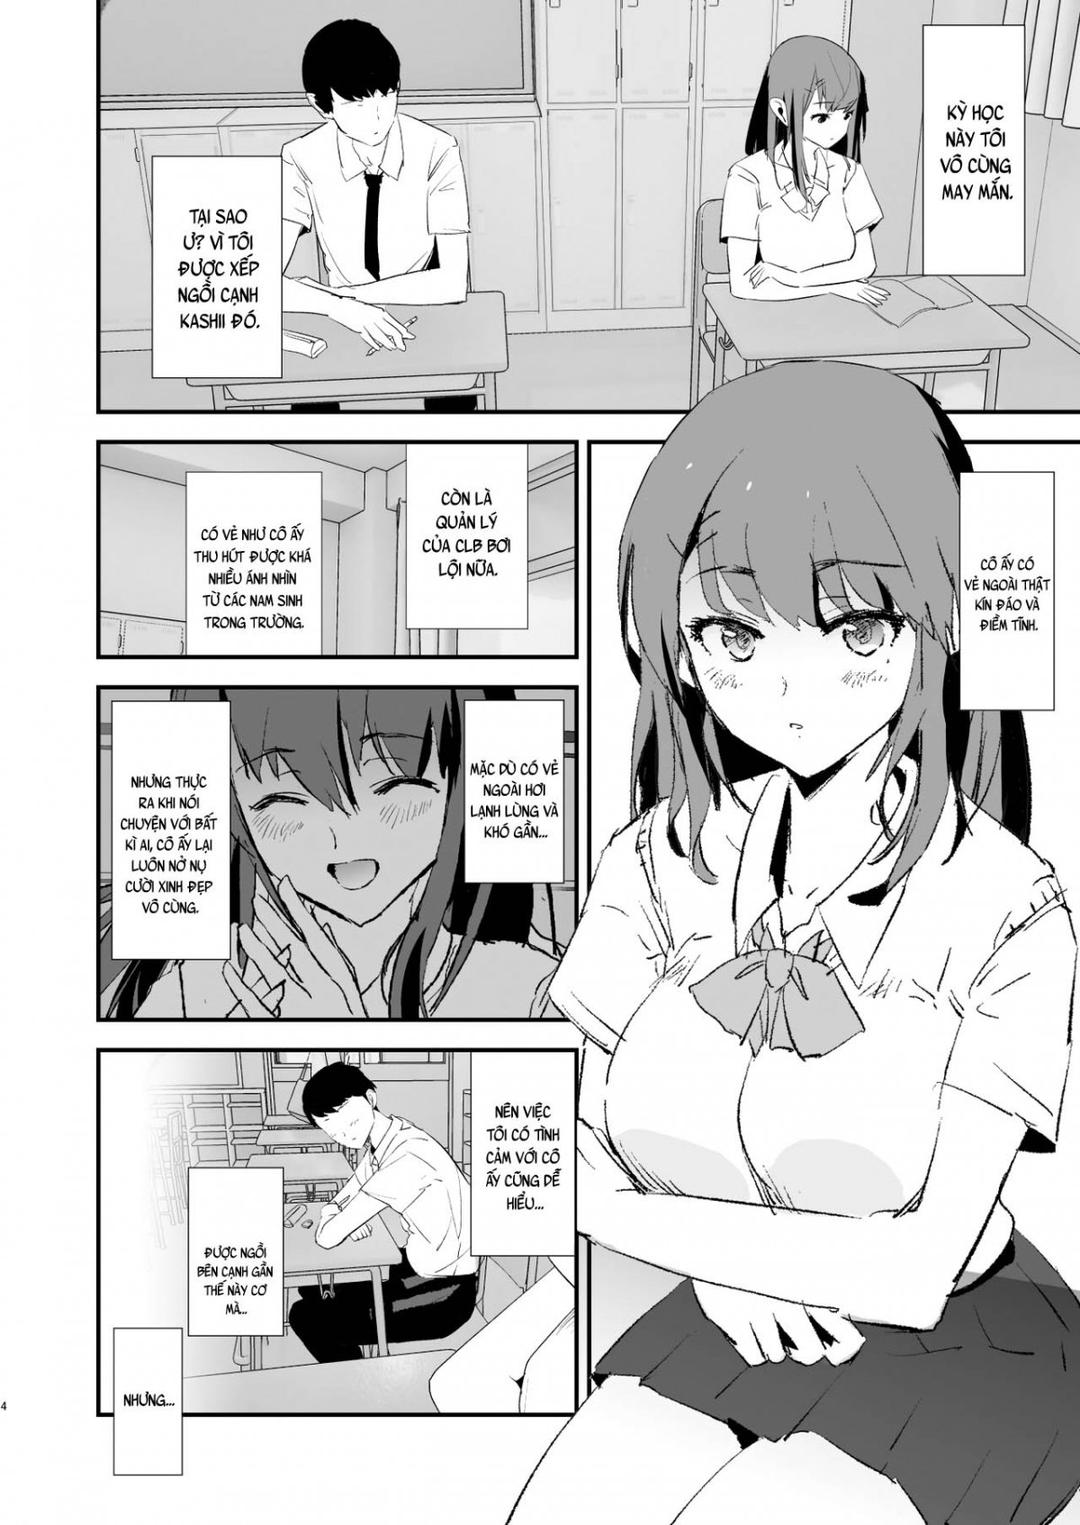 KỲ HỌC
NÀY TÔI
VÔ CÙNG
MAY MẮN.
TẠI SAO
Ư? VÌ TÔI
ĐƯỢC XẾP
NGỒI CẠNH
KASHII ĐÓ.
CÔ ẤY CÓ
VẺ NGOÀI THẬT
KÍN ĐÁO VÀ
ĐIỀM TĨNH.
CÒN LÀ
QUẢN LÝ
CỦA CLB BƠI
LỘI NỮA.
CÓ VẺ NHƯ CÔ ẤY
THU HÚT ĐƯỢC KHÁ
NHIỀU ÁNH NHÌN
TỪ CÁC NAM SINH
TRONG TRƯỜNG.
MẶC DÙ CÓ VẺ
NGOÀI HƠI
LẠNH LÙNG VÀ
KHÓ GẦN...
NHƯNG THỰC
RA KHI NÓI
CHUYỆN VỚI BẤT
KÌ AI, CÔ ẤY LẠI
LUÔN NỞ NỤ
CƯỜI XINH ĐẸP
VÔ CÙNG.
NÊN VIỆC
TÔI CÓ TÌNH
CẢM VỚI CÔ
ẤY CŨNG DỄ
HIỂU...
ĐƯỢC NGỒI
BÊN CẠNH GẦN
THẾ NÀY CƠ
MÀ...
NHƯNG...
4